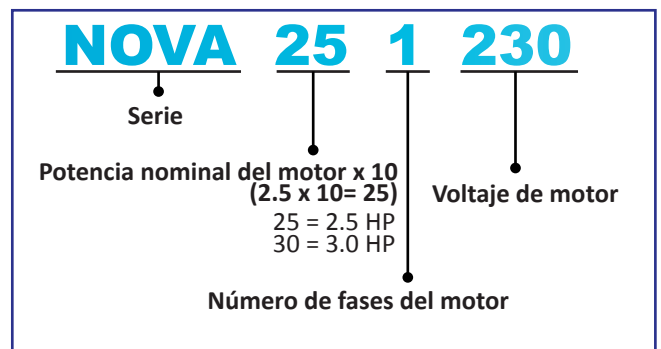 NOVA 25 1 230
Serie
Potencia nominal del motor x 10
(2.5 x 10= 25)
25 = 2.5 HP
30 = 3.0 HP
Voltaje de motor
Número de fases del motor